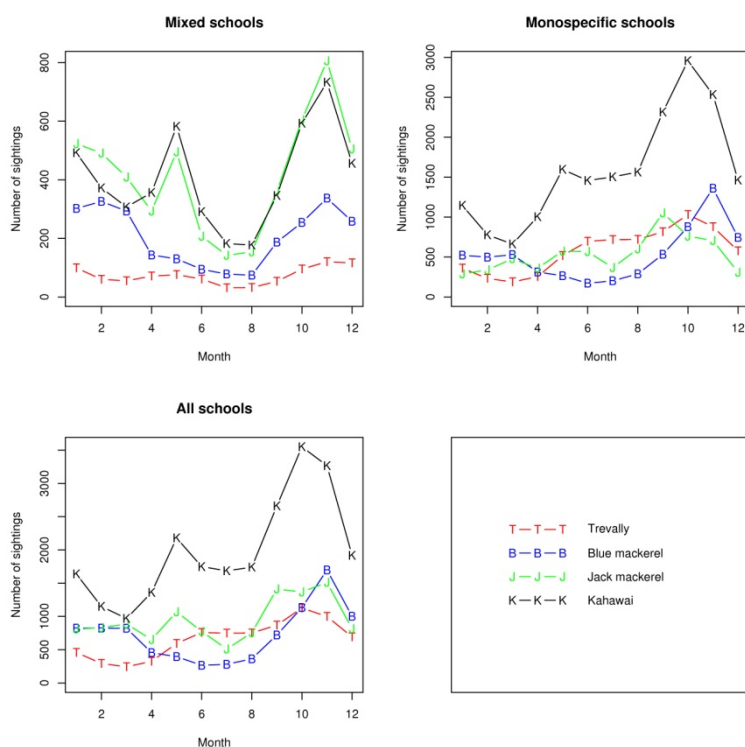 Mixed schools
Number of sightings
0 200 400 600 800
2 4 6 8 10 12
Month
Monospecific schools
Number of sightings
0 500 1000 1500 2000 2500 3000
2 4 6 8 10 12
Month
All schools
Number of sightings
0 500 1000 2000 3000
2 4 6 8 10 12
Month
T T T Trevally
B B B Blue mackerel
J J J Jack mackerel
K K K Kahawai